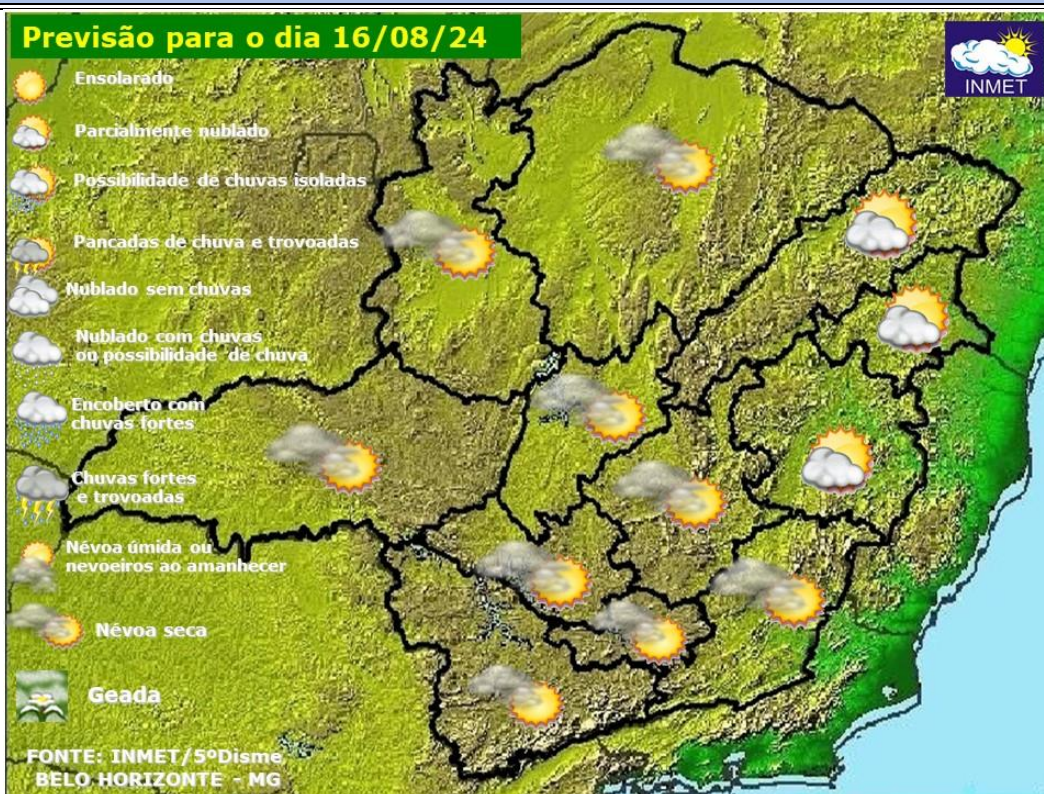 Previsão para o dia 16/08/24
INMET
Ensolarado
Parcialmente nublado
Possibilidade de chuvas isoladas
Pancadas de chuva e trovoadas
Nublado sem chuvas
Nublado com chuvas
ou possibilidade de chuva
Encoberto com
chuvas fortes
Chuvas fortes
e trovoadas
Névoa úmida ou
nevoeiros ao amanhecer
Névoa seca
Geada
FONTE: INMET/5ºDisme
BELO HORIZONTE - MG